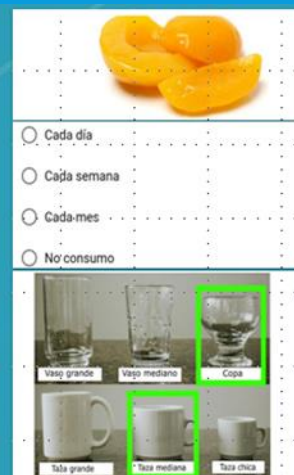 Cada día
Cada semana
Cada mes
No consumo
Vaso grande Vaso mediano Copa
Taza grande Taza mediana Taza chica